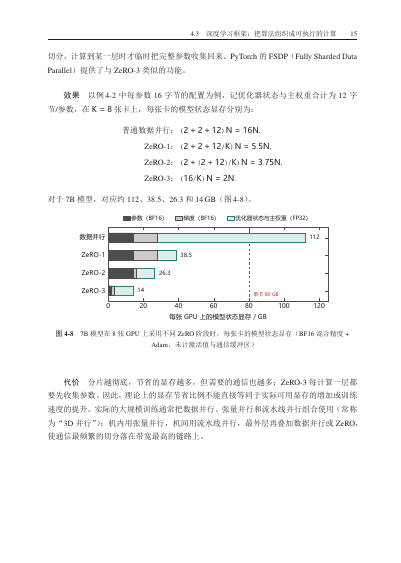 4.3 深度学习框架：把算法组织成可执行的计算 15
切分，计算到某一层时才临时把完整参数收集回来。PyTorch 的 FSDP（Fully Sharded Data
Parallel）提供了与 ZeRO-3 类似的功能。
效果 以例 4-2 中每参数 16 字节的配置为例，记优化器状态与主权重合计为 12 字
节/参数，在 K = 8 张卡上，每张卡的模型状态显存分别为：
普通数据并行： (2 + 2 + 12) N = 16N,
ZeRO-1： (2 + 2 + 12/K) N = 5.5N,
ZeRO-2： (2 + (2 + 12)/K) N = 3.75N,
ZeRO-3： (16/K) N = 2N.
对于 7B 模型，对应约 112、38.5、26.3 和 14 GB（图 4-8）。
参数（BF16） 梯度（BF16） 优化器状态与主权重（FP32）
数据并行 112
ZeRO-1 38.5
ZeRO-2 26.3
ZeRO-3 14
单卡 80 GB
0 20 40 60 80 100 120
每张 GPU 上的模型状态显存 / GB
图 4-8 7B 模型在 8 张 GPU 上采用不同 ZeRO 阶段时，每张卡的模型状态显存（BF16 混合精度 +
Adam，未计激活值与通信缓冲区）
代价 分片越彻底，节省的显存越多，但需要的通信也越多：ZeRO-3 每计算一层都
要先收集参数。因此，理论上的显存节省比例不能直接等同于实际可用显存的增加或训练
速度的提升。实际的大规模训练通常把数据并行、张量并行和流水线并行组合使用（常称
为“3D 并行”）：机内用张量并行，机间用流水线并行，最外层再叠加数据并行或 ZeRO，
使通信最频繁的切分落在带宽最高的链路上。